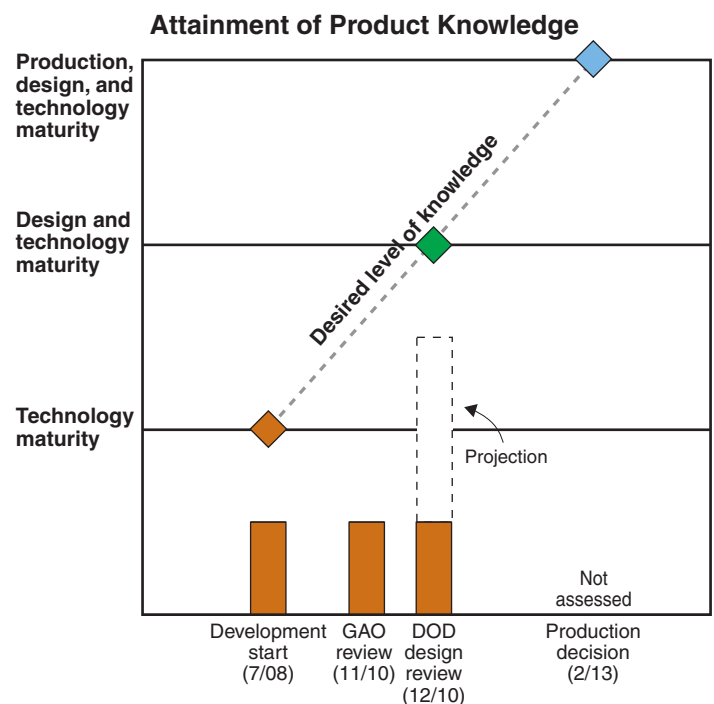 Attainment of Product Knowledge
Production,
design, and
technology
maturity
Desired level of knowledge
Design and
technology
maturity
Technology
maturity
Projection
Not
assessed
Development
start
(7/08)
GAO
review
(11/10)
DOD
design
review
(12/10)
Production
decision
(2/13)